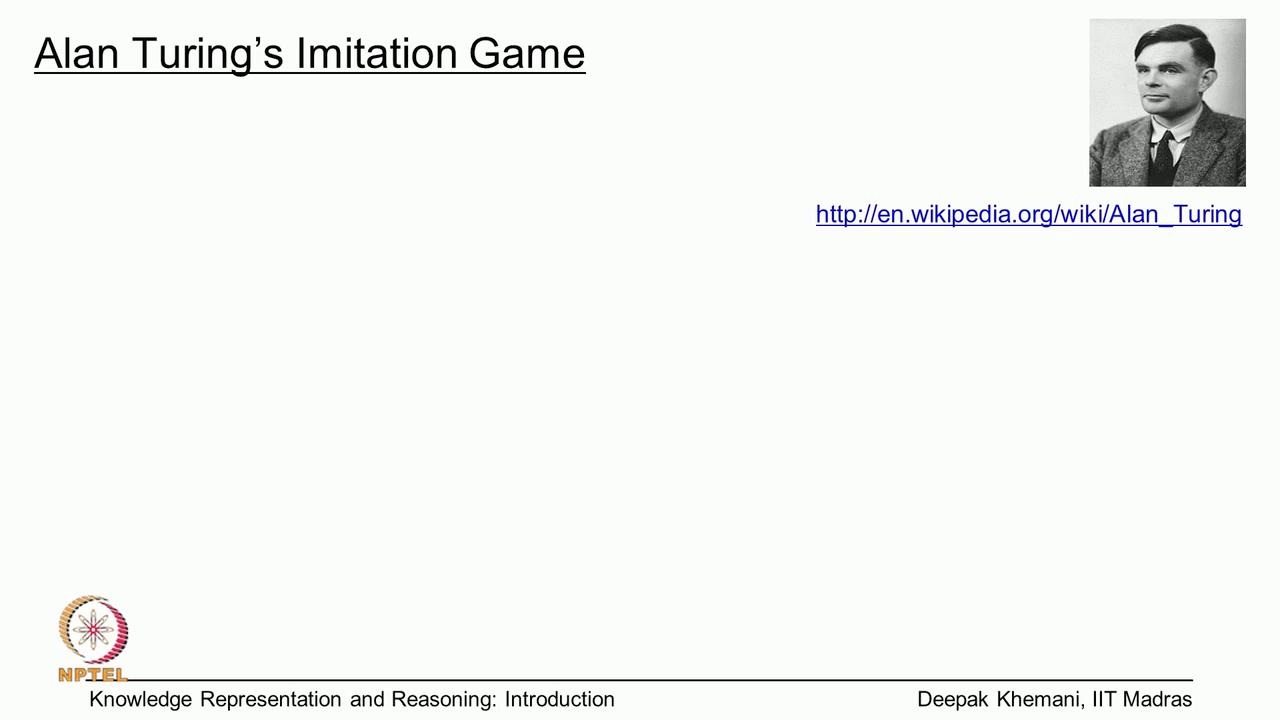 Alan Turing’s Imitation Game
http://en.wikipedia.org/wiki/Alan_Turing
NPTEL
Knowledge Representation and Reasoning: Introduction
Deepak Khemani, IIT Madras